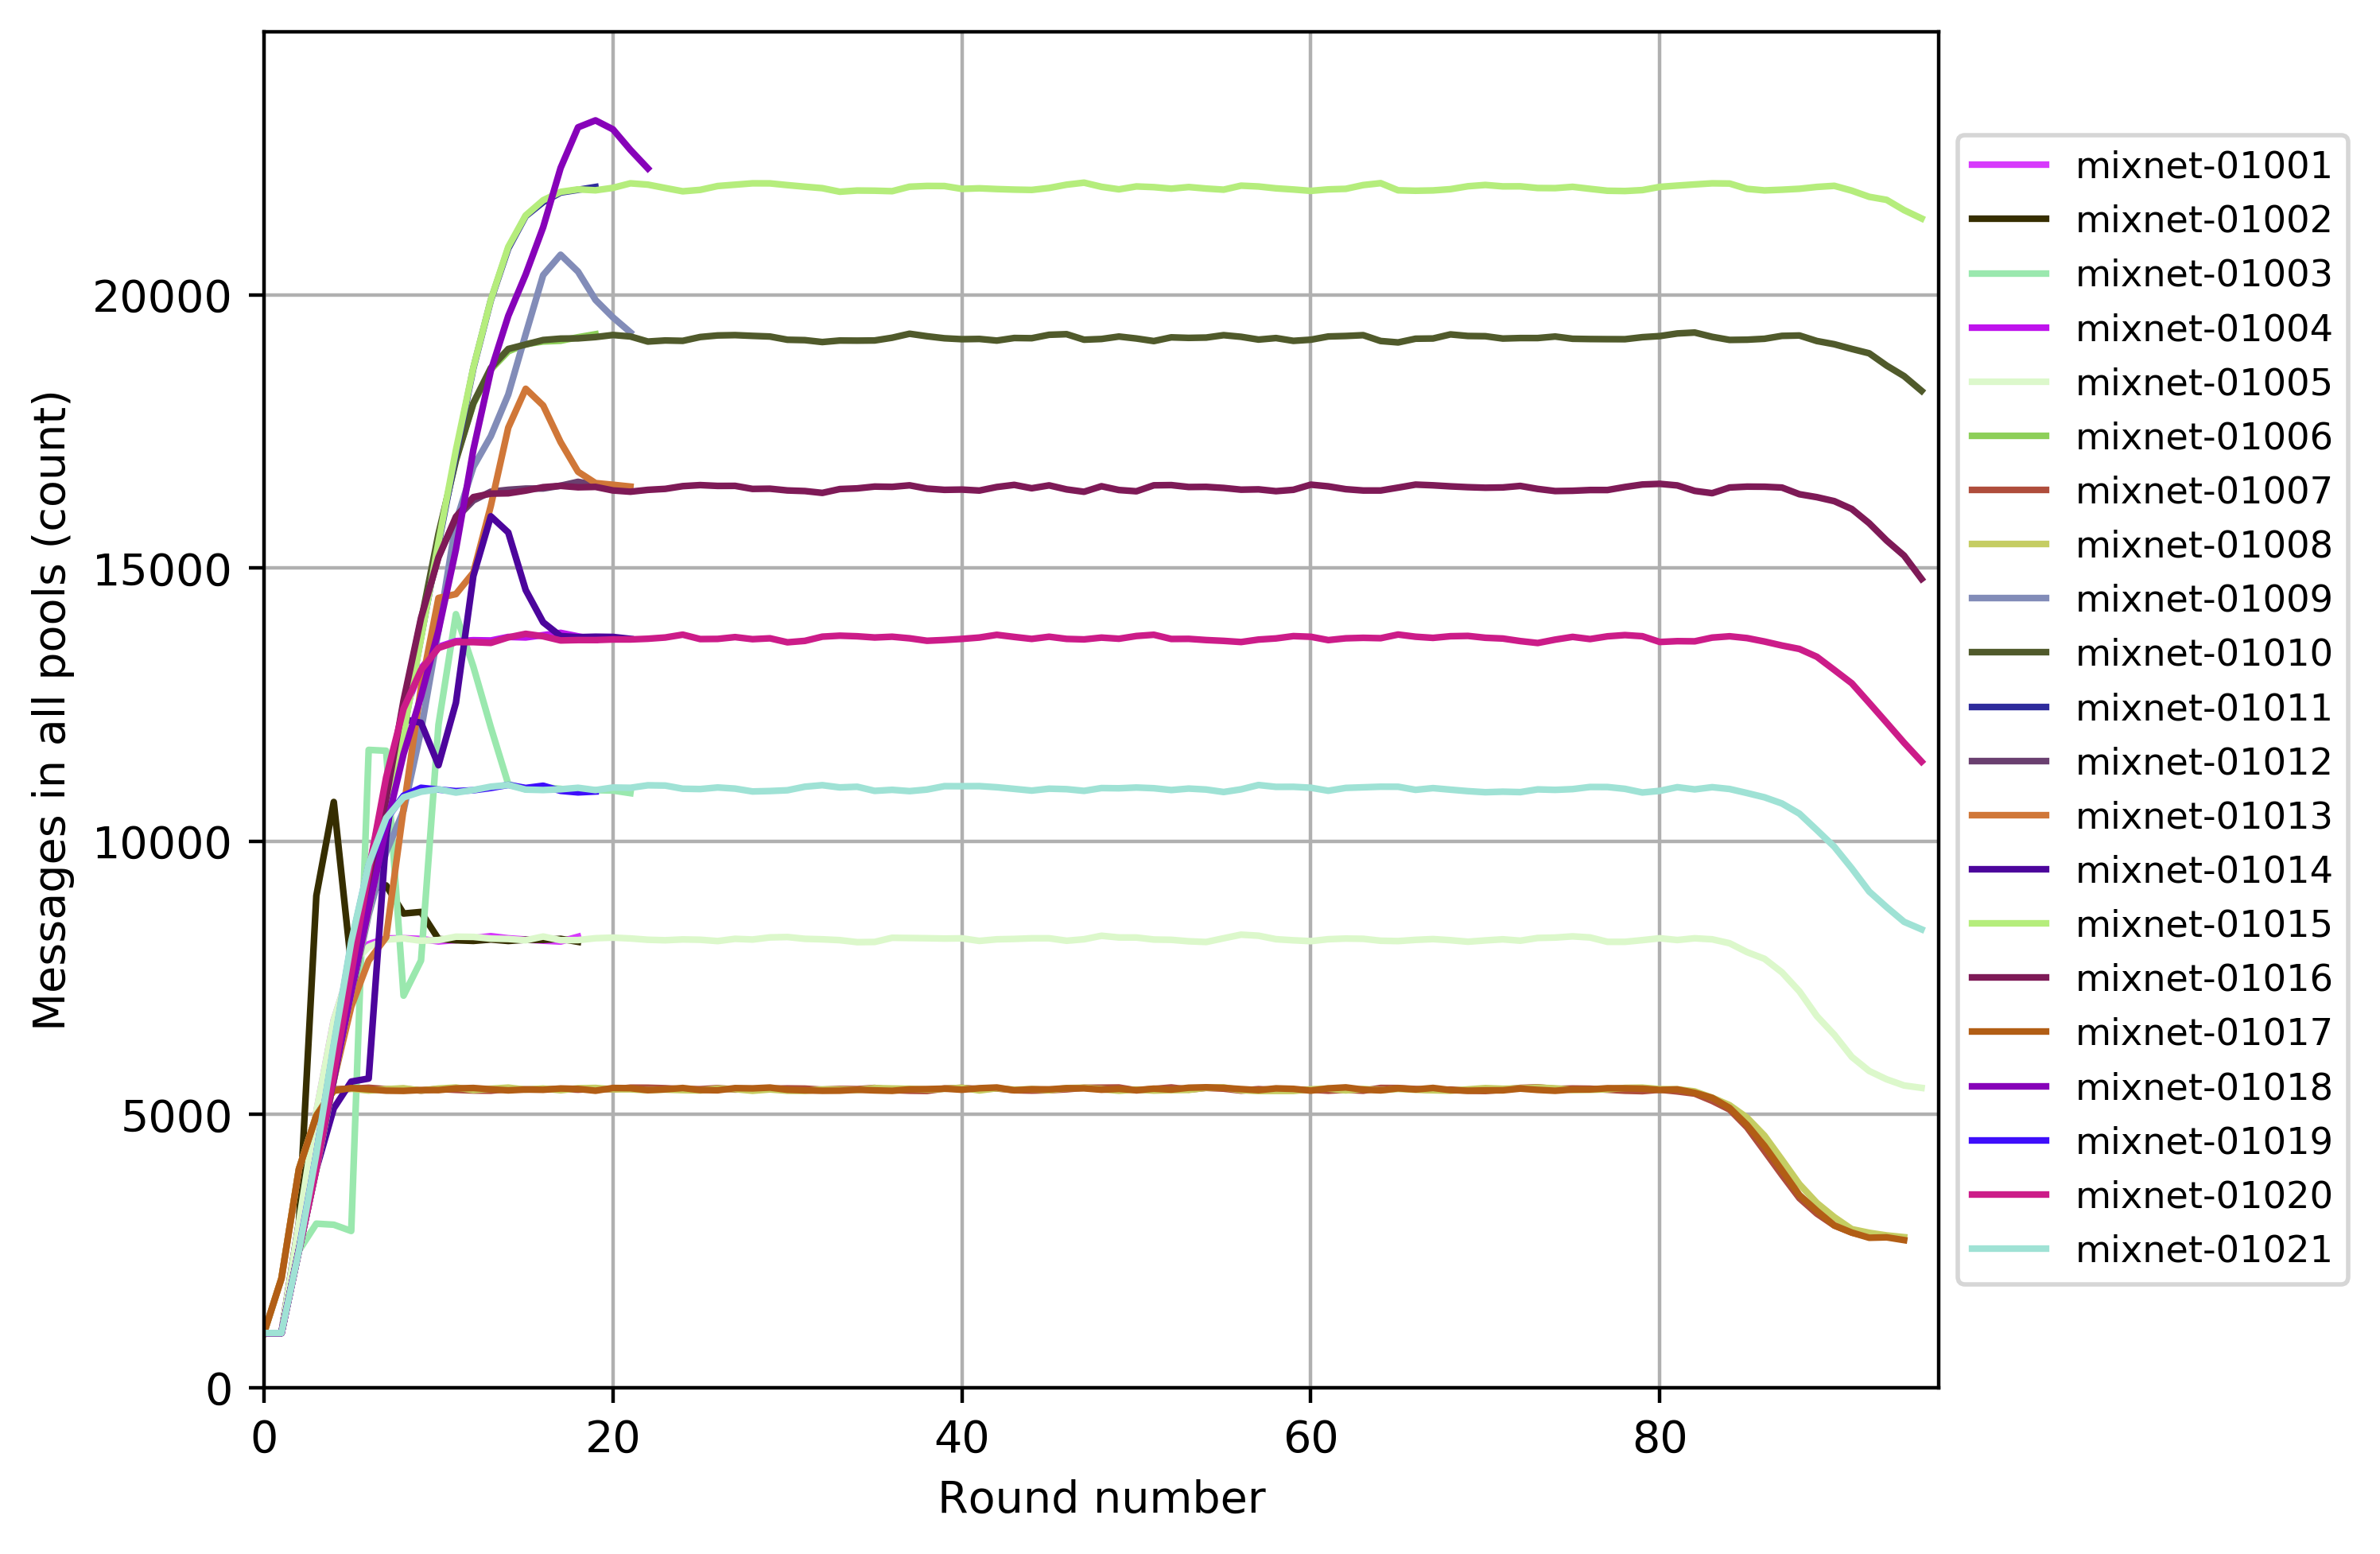 Messages in all pools (count)
20000
15000
10000
5000
0
0 20 40 60 80
Round number
mixnet-01001
mixnet-01002
mixnet-01003
mixnet-01004
mixnet-01005
mixnet-01006
mixnet-01007
mixnet-01008
mixnet-01009
mixnet-01010
mixnet-01011
mixnet-01012
mixnet-01013
mixnet-01014
mixnet-01015
mixnet-01016
mixnet-01017
mixnet-01018
mixnet-01019
mixnet-01020
mixnet-01021